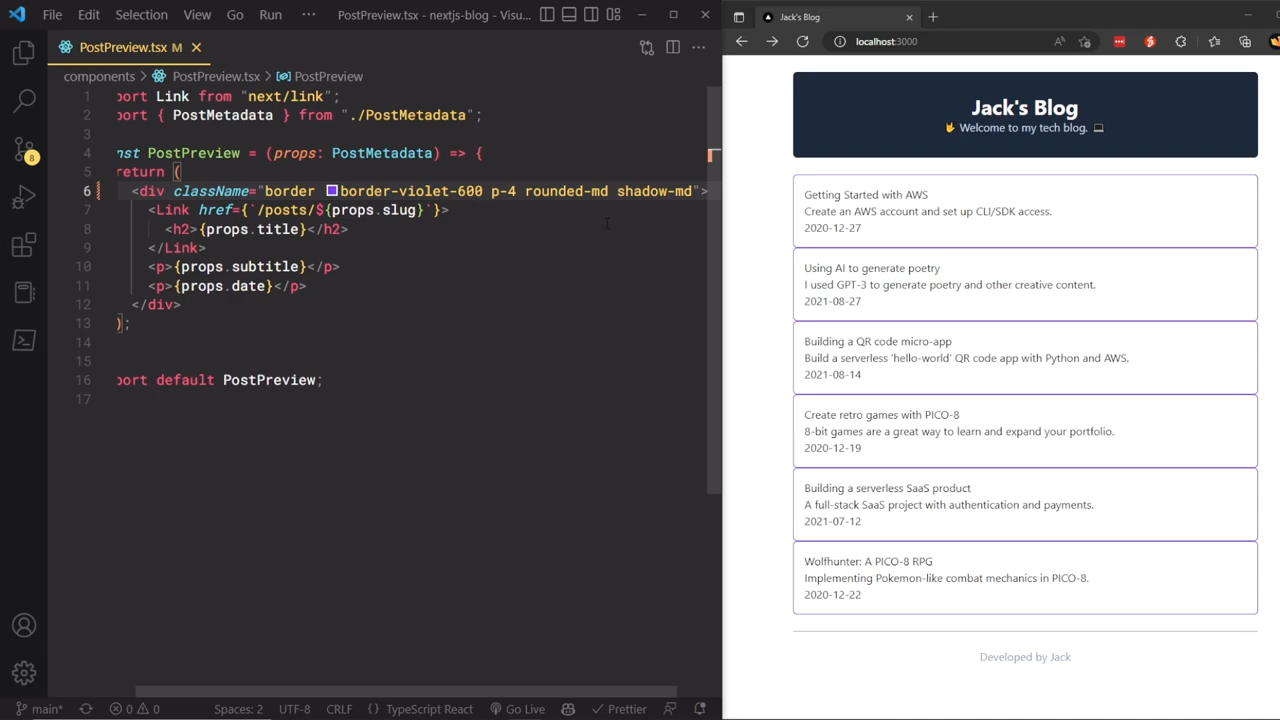 File Edit Selection View Go Run ··· PostPreview.tsx - nextjs-blog - Visu...
PostPreview.tsx M
components > PostPreview.tsx > PostPreview
1 port Link from "next/link";
2 port { PostMetadata } from "./PostMetadata";
3
4 nst PostPreview = (props: PostMetadata) => {
5 return (
6 <div className="border border-violet-600 p-4 rounded-md shadow-md">
7 <Link href={`/posts/${props.slug}`}>
8 <h2>{props.title}</h2>
9 </Link>
10 <p>{props.subtitle}</p>
11 <p>{props.date}</p>
12 </div>
13 );
14
15
16 port default PostPreview;
17
8
main* 0 0 Spaces: 2 UTF-8 CRLF {} TypeScript React Go Live Prettier
Jack's Blog
localhost:3000
Jack's Blog
🤘 Welcome to my tech blog. 💻
Getting Started with AWS
Create an AWS account and set up CLI/SDK access.
2020-12-27
Using AI to generate poetry
I used GPT-3 to generate poetry and other creative content.
2021-08-27
Building a QR code micro-app
Build a serverless 'hello-world' QR code app with Python and AWS.
2021-08-14
Create retro games with PICO-8
8-bit games are a great way to learn and expand your portfolio.
2020-12-19
Building a serverless SaaS product
A full-stack SaaS project with authentication and payments.
2021-07-12
Wolfhunter: A PICO-8 RPG
Implementing Pokemon-like combat mechanics in PICO-8.
2020-12-22
Developed by Jack